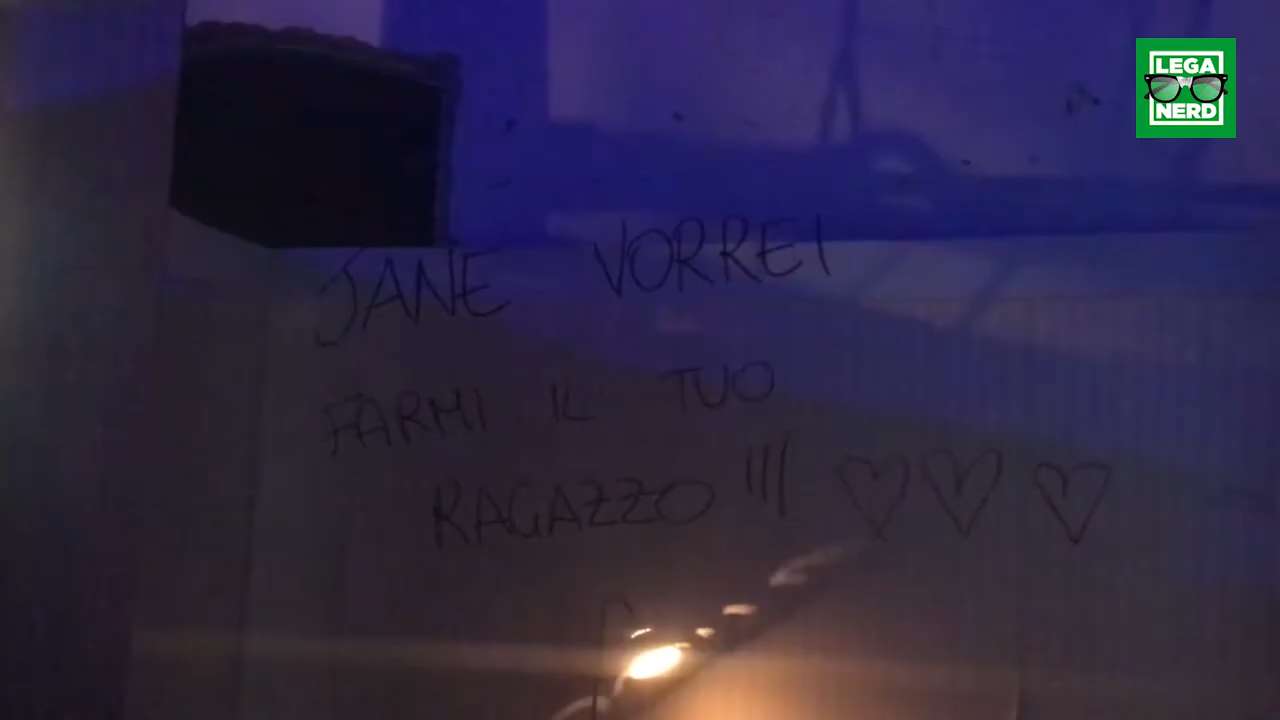 LEGA
NERD
JANE VORREI
FARMI IL TUO
RAGAZZO !!!